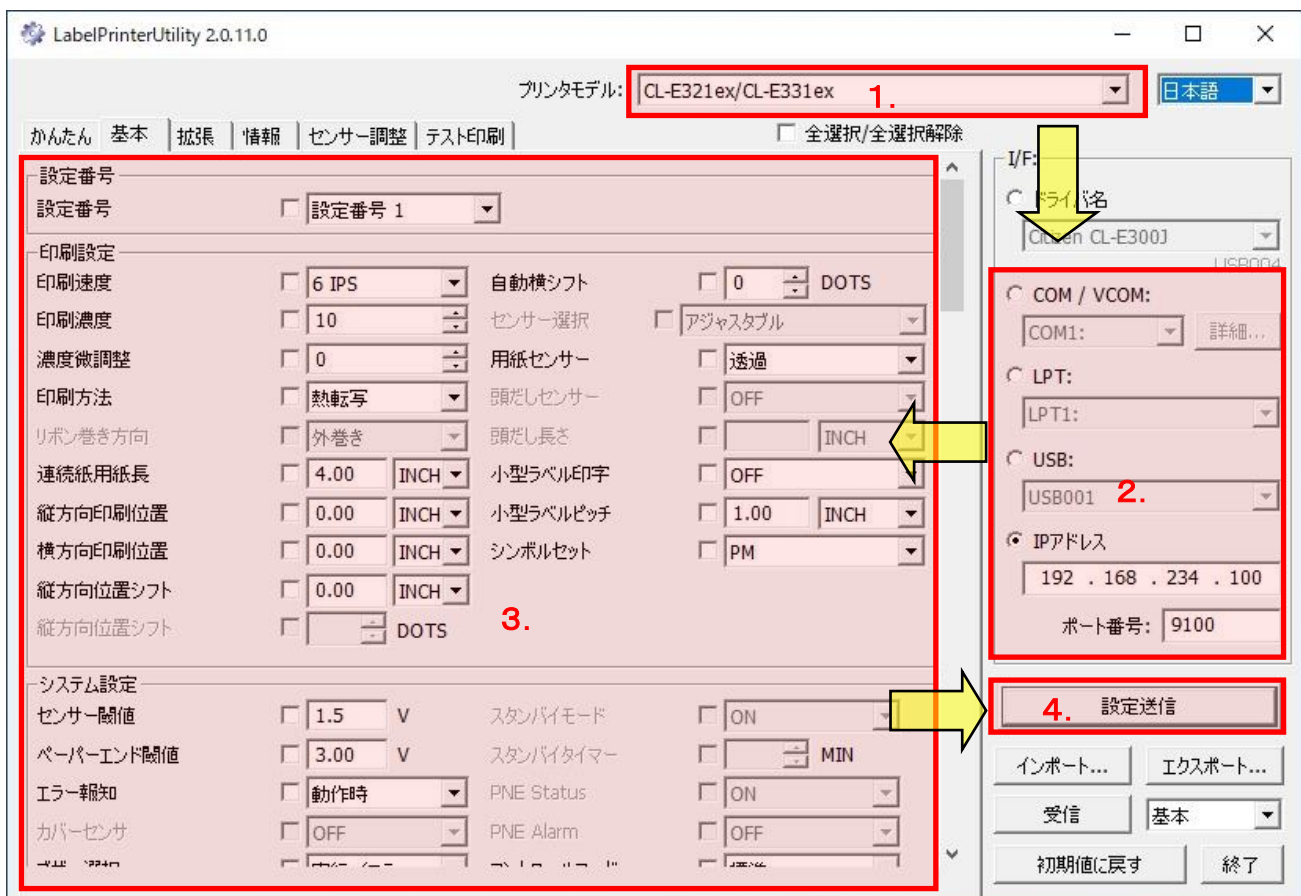 LabelPrinterUtility 2.0.11.0
プリンタモデル: CL-E321ex/CL-E331ex 1. 日本語
かんたん 基本 拡張 情報 センサー調整 テスト印刷 全選択/全選択解除
設定番号
設定番号 設定番号 1
印刷設定
印刷速度 6 IPS 自動横シフト 0 DOTS
印刷濃度 10 センサー選択 アジャスタブル
濃度微調整 0 用紙センサー 透過
印刷方法 熱転写 頭だしセンサー OFF
リボン巻き方向 外巻き 頭だし長さ INCH
連続紙用紙長 4.00 INCH 小型ラベル印字 OFF
縦方向印刷位置 0.00 INCH 小型ラベルピッチ 1.00 INCH
横方向印刷位置 0.00 INCH シンボルセット PM
縦方向位置シフト 0.00 INCH
縦方向位置シフト DOTS
3.
システム設定
センサー閾値 1.5 V スタンバイモード ON
ペーパーエンド閾値 3.00 V スタンバイタイマー MIN
エラー報知 動作時 PNE Status ON
カバーセンサ OFF PNE Alarm OFF
I/F:
ドライバ名
Citizen CL-E300J
USB004
COM / VCOM:
COM1: 詳細...
LPT:
LPT1:
USB:
USB001 2.
IPアドレス
192 . 168 . 234 . 100
ポート番号: 9100
4. 設定送信
インポート... エクスポート...
受信 基本
初期値に戻す 終了